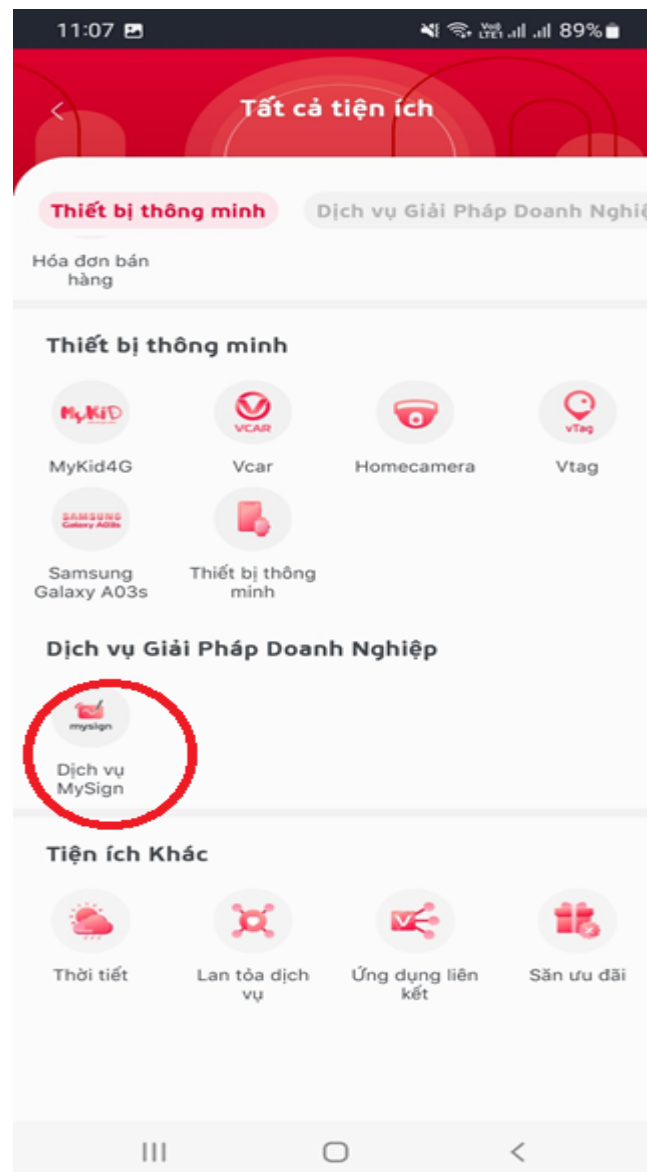 11:07
Vo))
LTE1
89%
Tất cả tiện ích
Thiết bị thông minh
Dịch vụ Giải Pháp Doanh Nghiệ
Hóa đơn bán
hàng
Thiết bị thông minh
MyKiD
VCAR
vTag
MyKid4G
Vcar
Homecamera
Vtag
SAMSUNG
Galaxy A03s
Samsung
Galaxy A03s
Thiết bị thông
minh
Dịch vụ Giải Pháp Doanh Nghiệp
mysign
Dịch vụ
MySign
Tiện ích Khác
Thời tiết
Lan tỏa dịch
vụ
Ứng dụng liên
kết
Săn ưu đãi